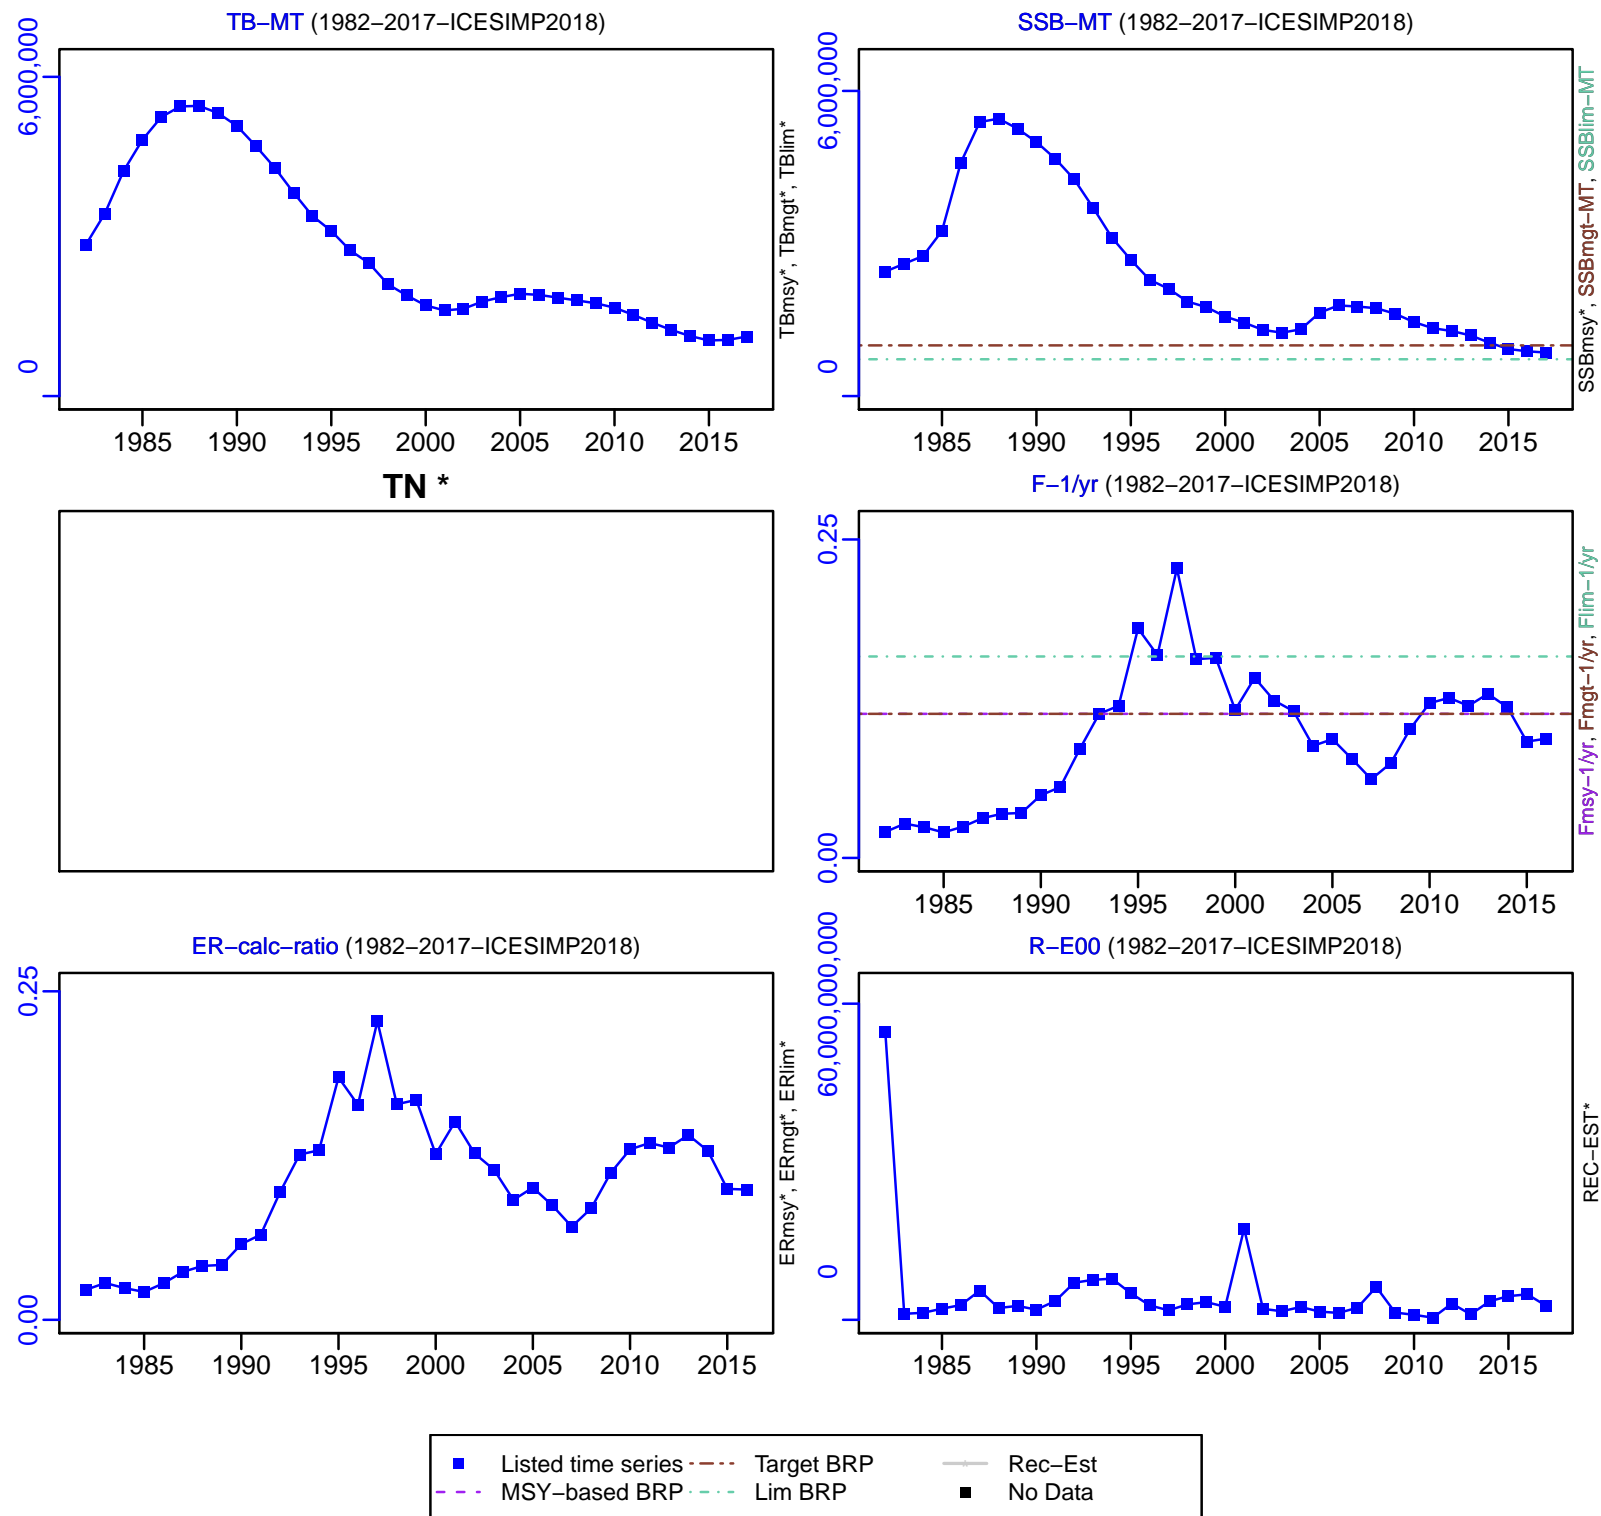 TB−MT (1982−2017−ICESIMP2018)
6,000,000
0
TBmsy*, TBmgt*, TBlim*
1985 1990 1995 2000 2005 2010 2015
SSB−MT (1982−2017−ICESIMP2018)
6,000,000
0
SSBmsy*, SSBmgt−MT, SSBlim−MT
1985 1990 1995 2000 2005 2010 2015
TN *
F−1/yr (1982−2017−ICESIMP2018)
0.25
0.00
Fmsy−1/yr, Fmgt−1/yr, Flim−1/yr
1985 1990 1995 2000 2005 2010 2015
ER−calc−ratio (1982−2017−ICESIMP2018)
0.25
0.00
ERmsy*, ERmgt*, ERlim*
1985 1990 1995 2000 2005 2010 2015
R−E00 (1982−2017−ICESIMP2018)
60,000,000,000
0
REC−EST*
1985 1990 1995 2000 2005 2010 2015
Listed time series Target BRP Rec−Est
MSY−based BRP Lim BRP No Data